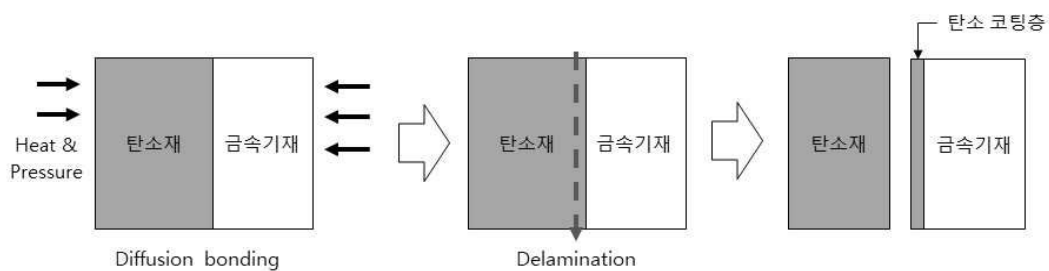 탄소 코팅층
Heat &
Pressure
탄소재
금속기재
탄소재
금속기재
탄소재
금속기재
Diffusion bonding
Delamination